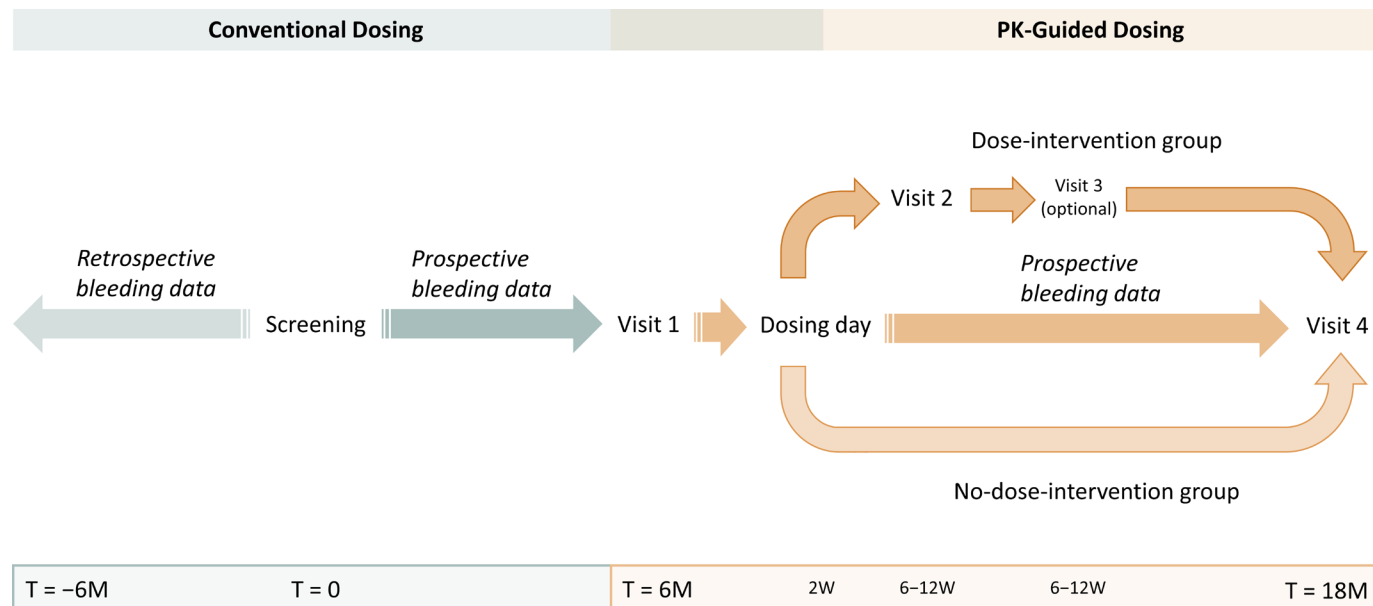 Conventional Dosing
PK-Guided Dosing
Dose-intervention group
Visit 2
Visit 3
(optional)
Retrospective
bleeding data
Prospective
bleeding data
Prospective
bleeding data
Screening
Visit 1
Dosing day
Visit 4
No-dose-intervention group
T = −6M
T = 0
T = 6M
2W
6−12W
6−12W
T = 18M